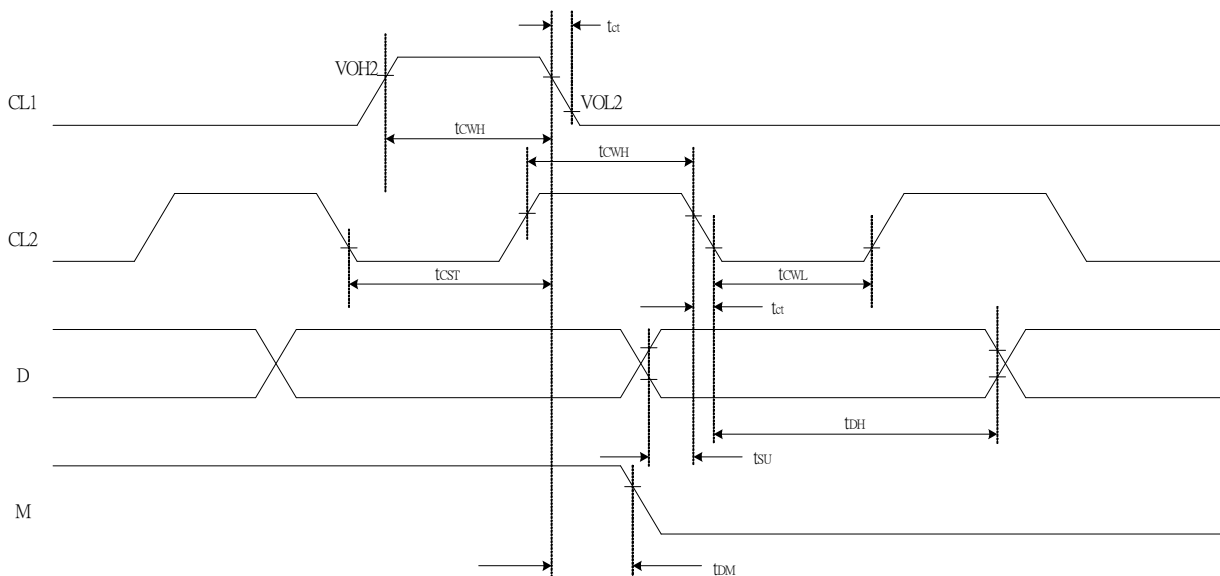 tct
VOH2
CL1
VOL2
tCWH
tCWH
CL2
tCST
tCWL
tct
D
tDH
tSU
M
tDM